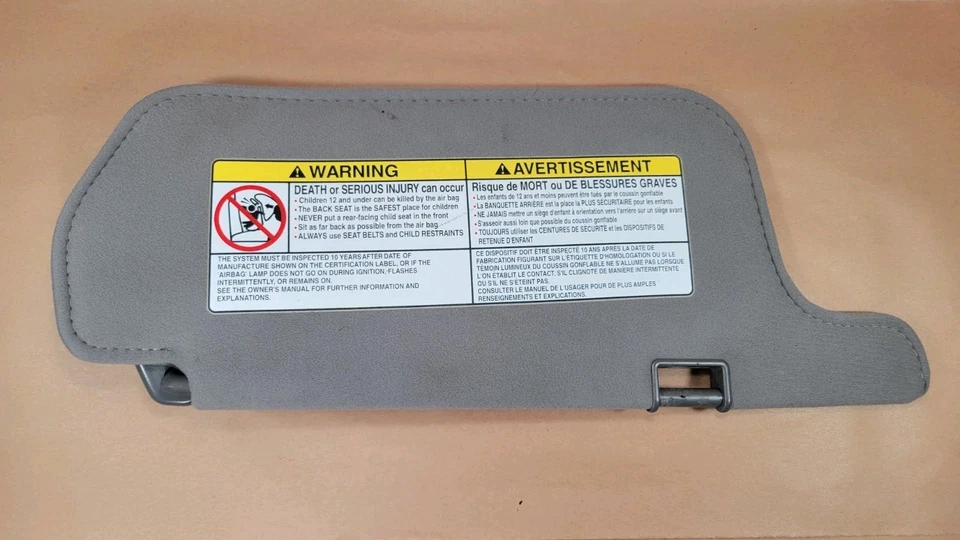 WARNING
DEATH or SERIOUS INJURY can occur
• Children 12 and under can be killed by the air bag
• The BACK SEAT is the SAFEST place for children
• NEVER put a rear-facing child seat in the front
• Sit as far back as possible from the air bag
• ALWAYS use SEAT BELTS and CHILD RESTRAINTS
THE SYSTEM MUST BE INSPECTED 10 YEARS AFTER DATE OF
MANUFACTURE SHOWN ON THE CERTIFICATION LABEL, OR IF THE
AIRBAG LAMP DOES NOT GO ON DURING IGNITION, FLASHES
INTERMITTENTLY, OR REMAINS ON.
SEE THE OWNER'S MANUAL FOR FURTHER INFORMATION AND
EXPLANATIONS.
AVERTISSEMENT
Risque de MORT ou DE BLESSURES GRAVES
• Les enfants de 12 ans et moins peuvent être tués par le coussin gonflable
• La BANQUETTE ARRIÈRE est la place la PLUS SÉCURITAIRE pour les enfants
• NE JAMAIS mettre un siège d'enfant à orientation vers l'arrière sur un siège avant
• S'asseoir aussi loin que possible du coussin gonflable
• TOUJOURS utiliser les CEINTURES DE SECURITE et les DISPOSITIFS DE
RETENUE D'ENFANT
CE DISPOSITIF DOIT ÊTRE INSPECTÉ 10 ANS APRÈS LA DATE DE
FABRICATION FIGURANT SUR L'ÉTIQUETTE D'HOMOLOGATION OU SI LE
TEMOIN LUMINEUX DU COUSSIN GONFLABLE NE S'ALLUME PAS LORSQUE
L'ON ETABLIT LE CONTACT, S'IL CLIGNOTE DE MANIÈRE INTERMITTENTE
OU S'IL NE S'ETEINT PAS.
CONSULTER LE MANUEL DE L'USAGER POUR DE PLUS AMPLES
RENSEIGNEMENTS ET EXPLICATIONS.